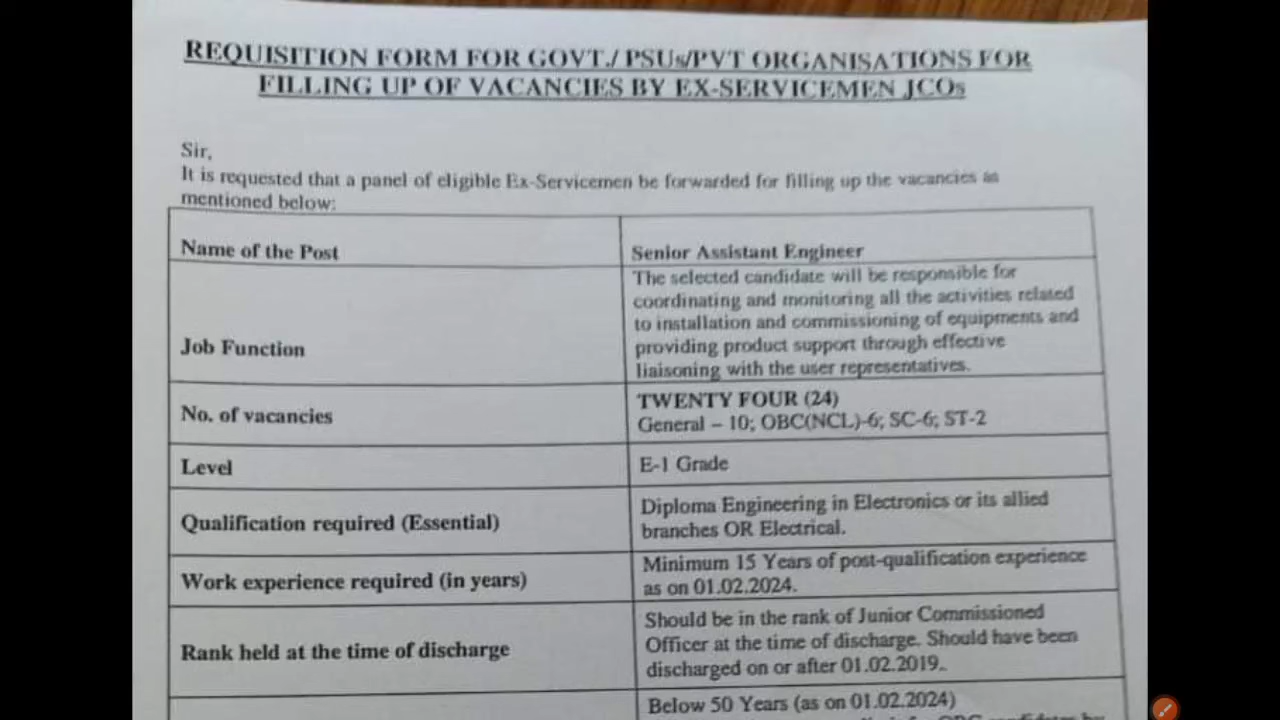 REQUISITION FORM FOR GOVT./ PSUs/PVT ORGANISATIONS FOR
FILLING UP OF VACANCIES BY EX-SERVICEMEN JCOs
Sir,
It is requested that a panel of eligible Ex-Servicemen be forwarded for filling up the vacancies as
mentioned below:
Name of the Post
Senior Assistant Engineer
Job Function
The selected candidate will be responsible for
coordinating and monitoring all the activities related
to installation and commissioning of equipments and
providing product support through effective
liaisoning with the user representatives.
No. of vacancies
TWENTY FOUR (24)
General – 10; OBC(NCL)-6; SC-6; ST-2
Level
E-1 Grade
Qualification required (Essential)
Diploma Engineering in Electronics or its allied
branches OR Electrical.
Work experience required (in years)
Minimum 15 Years of post-qualification experience
as on 01.02.2024.
Rank held at the time of discharge
Should be in the rank of Junior Commissioned
Officer at the time of discharge. Should have been
discharged on or after 01.02.2019..
Below 50 Years (as on 01.02.2024)